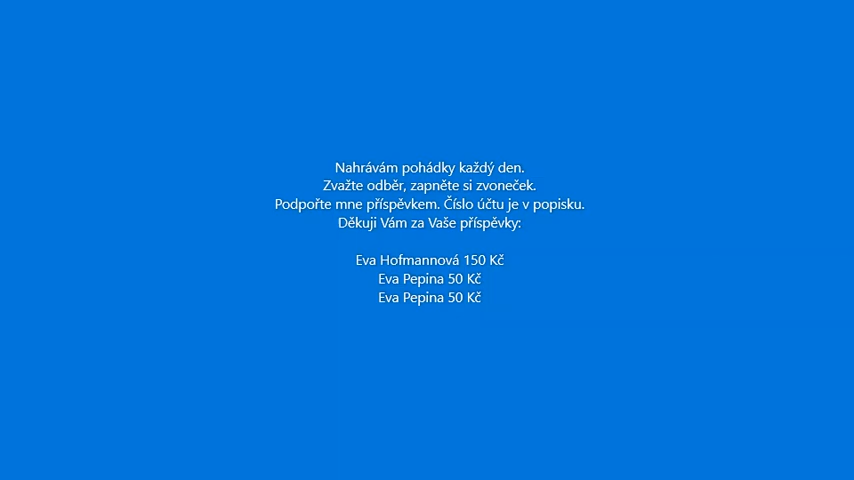 Nahrávám pohádky každý den.
Zvažte odběr, zapněte si zvoneček.
Podpořte mne příspěvkem. Číslo účtu je v popisku.
Děkuji Vám za Vaše příspěvky:
Eva Hofmannová 150 Kč
Eva Pepina 50 Kč
Eva Pepina 50 Kč